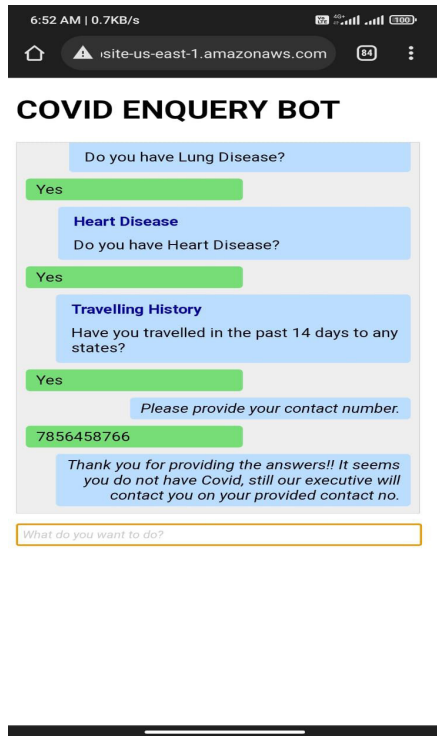 6:52 AM | 0.7KB/s
4G+
100
site-us-east-1.amazonaws.com
84
COVID ENQUERY BOT
Do you have Lung Disease?
Yes
Heart Disease
Do you have Heart Disease?
Yes
Travelling History
Have you travelled in the past 14 days to any
states?
Yes
Please provide your contact number.
7856458766
Thank you for providing the answers!! It seems
you do not have Covid, still our executive will
contact you on your provided contact no.
What do you want to do?